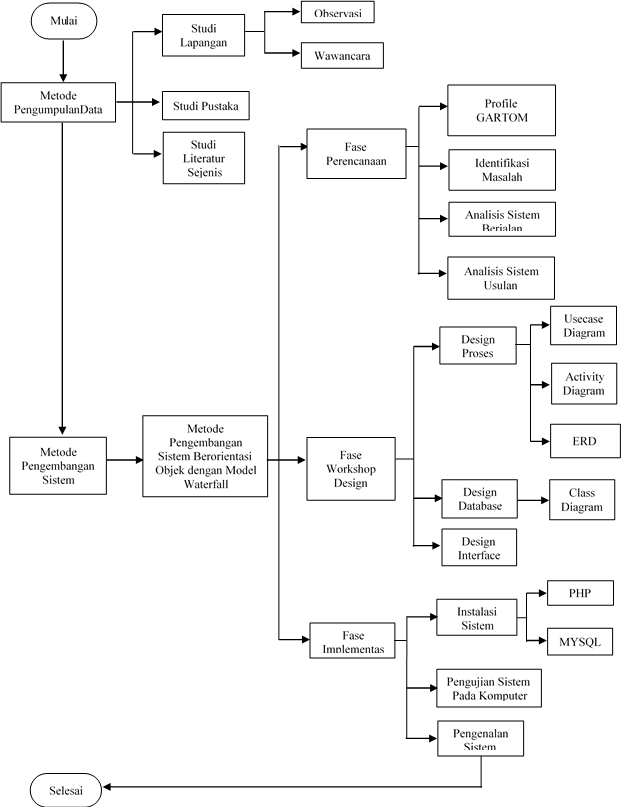 Mulai
Metode
PengumpulanData
Studi
Lapangan
Observasi
Wawancara
Studi Pustaka
Studi
Literatur
Sejenis
Fase
Perencanaan
Profile
GARTOM
Identifikasi
Masalah
Analisis Sistem
Berjalan
Analisis Sistem
Usulan
Metode
Pengembangan
Sistem
Metode
Pengembangan
Sistem Berorientasi
Objek dengan Model
Waterfall
Fase
Workshop
Design
Design
Proses
Usecase
Diagram
Activity
Diagram
ERD
Design
Database
Class
Diagram
Design
Interface
Fase
Implementas
Instalasi
Sistem
PHP
MYSQL
Pengujian Sistem
Pada Komputer
Pengenalan
Sistem
Selesai